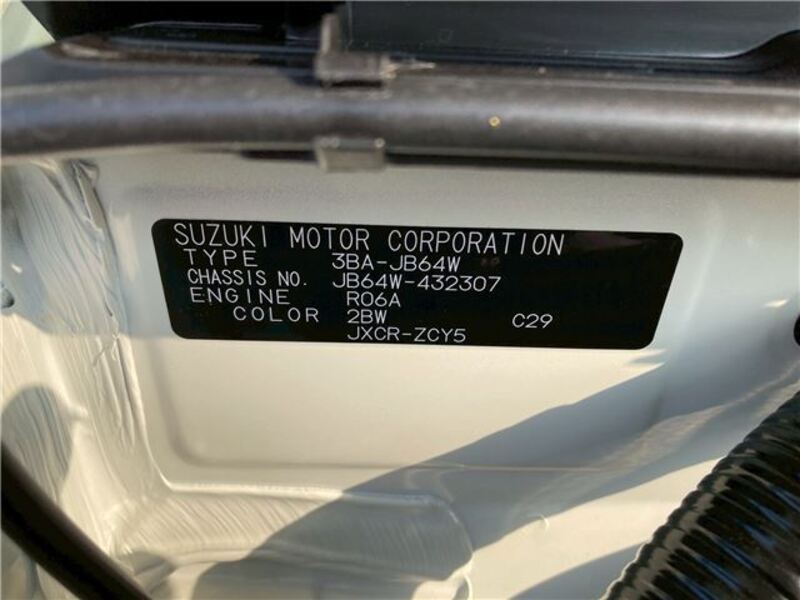 SUZUKI MOTOR CORPORATION
TYPE 3BA-JB64W
CHASSIS NO. JB64W-432307
ENGINE R06A
COLOR 2BW C29
JXCR-ZCY5